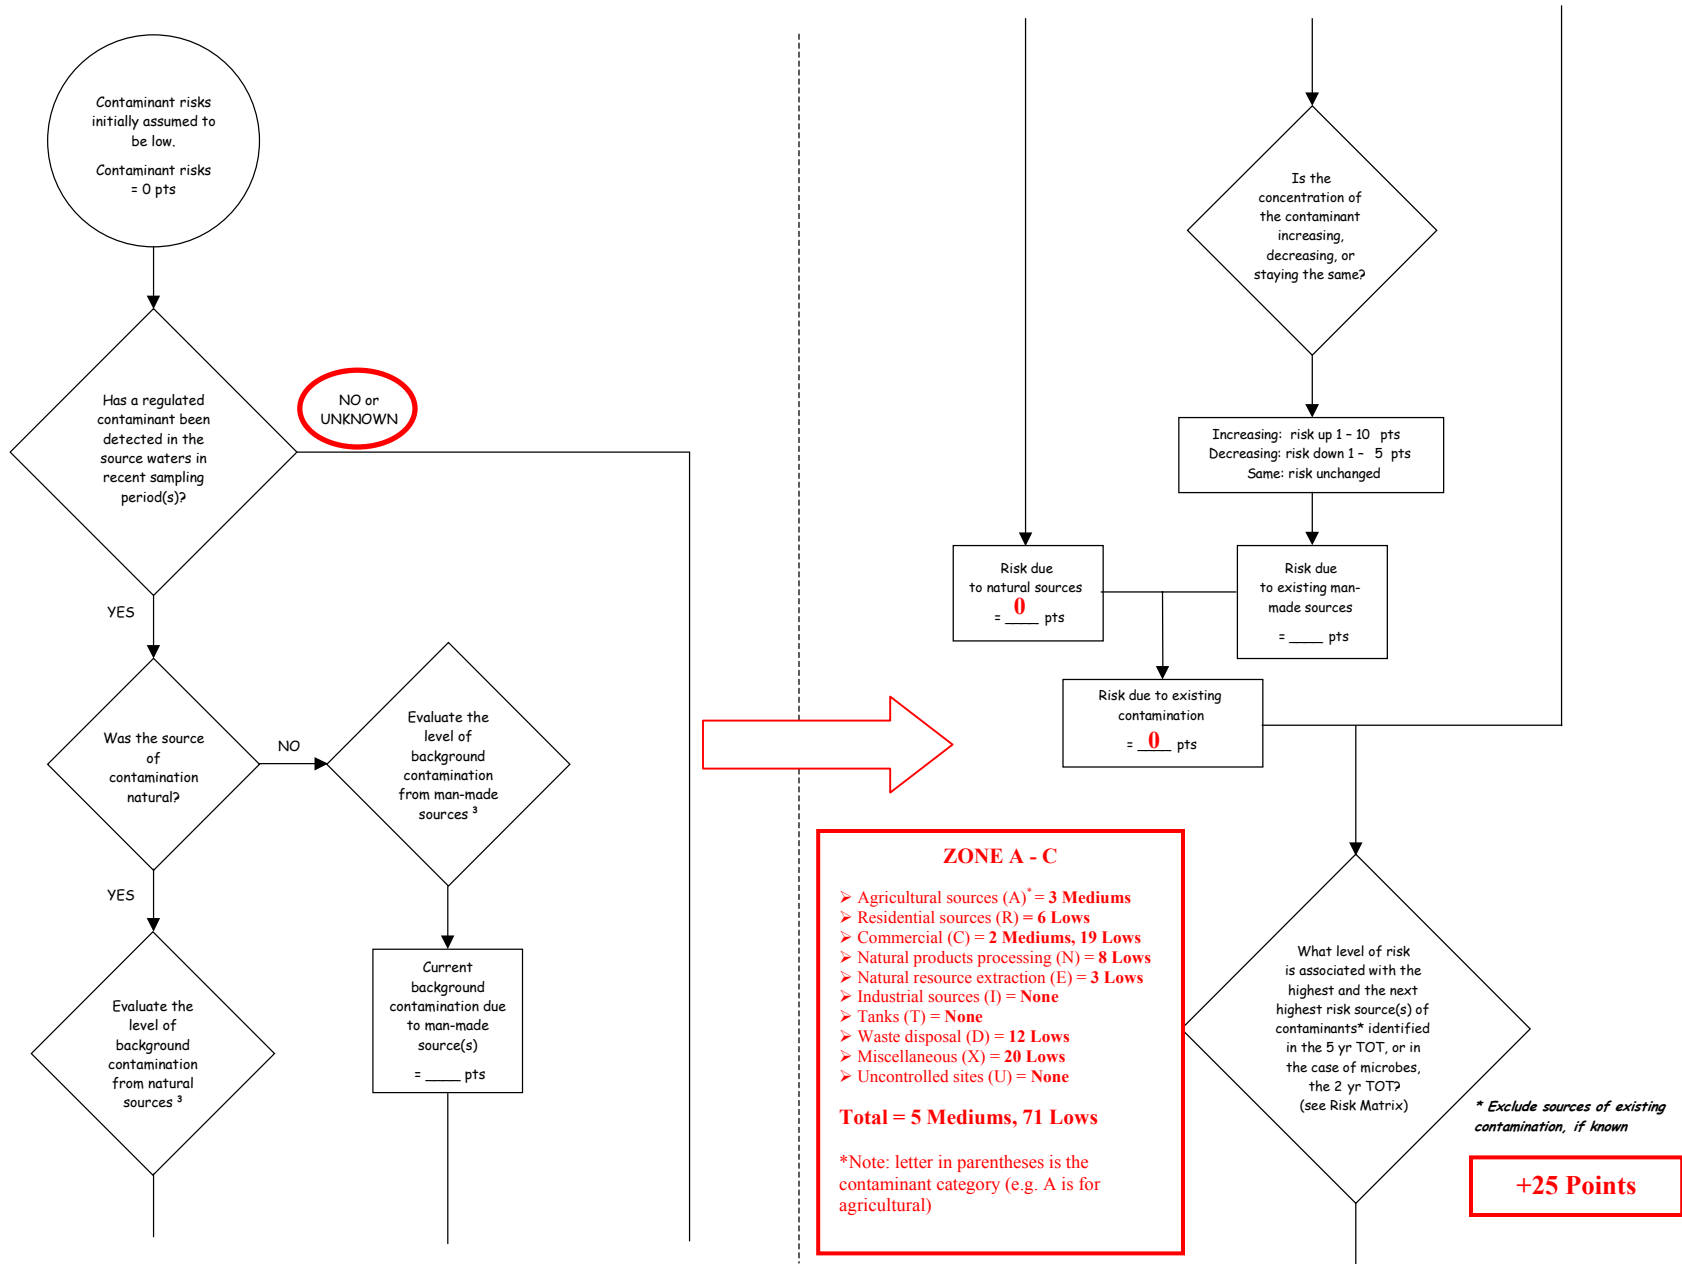 Contaminant risks
initially assumed to
be low.
Contaminant risks
= 0 pts
Has a regulated
contaminant been
detected in the
source waters in
recent sampling
period(s)?
NO or
UNKNOWN
YES
Was the source
of
contamination
natural?
NO
Evaluate the
level of
background
contamination
from man-made
sources ³
YES
Evaluate the
level of
background
contamination
from natural
sources ³
Current
background
contamination due
to man-made
source(s)
= ____ pts
Is the
concentration of
the contaminant
increasing,
decreasing, or
staying the same?
Increasing: risk up 1 – 10 pts
Decreasing: risk down 1 – 5 pts
Same: risk unchanged
Risk due
to natural sources
0
= ____ pts
Risk due
to existing man-
made sources
= ____ pts
Risk due to existing
contamination
= 0 pts
ZONE A - C
➢ Agricultural sources (A)* = 3 Mediums
➢ Residential sources (R) = 6 Lows
➢ Commercial (C) = 2 Mediums, 19 Lows
➢ Natural products processing (N) = 8 Lows
➢ Natural resource extraction (E) = 3 Lows
➢ Industrial sources (I) = None
➢ Tanks (T) = None
➢ Waste disposal (D) = 12 Lows
➢ Miscellaneous (X) = 20 Lows
➢ Uncontrolled sites (U) = None
Total = 5 Mediums, 71 Lows
*Note: letter in parentheses is the
contaminant category (e.g. A is for
agricultural)
What level of risk
is associated with the
highest and the next
highest risk source(s) of
contaminants* identified
in the 5 yr TOT, or in
the case of microbes,
the 2 yr TOT?
(see Risk Matrix)
* Exclude sources of existing
contamination, if known
+25 Points